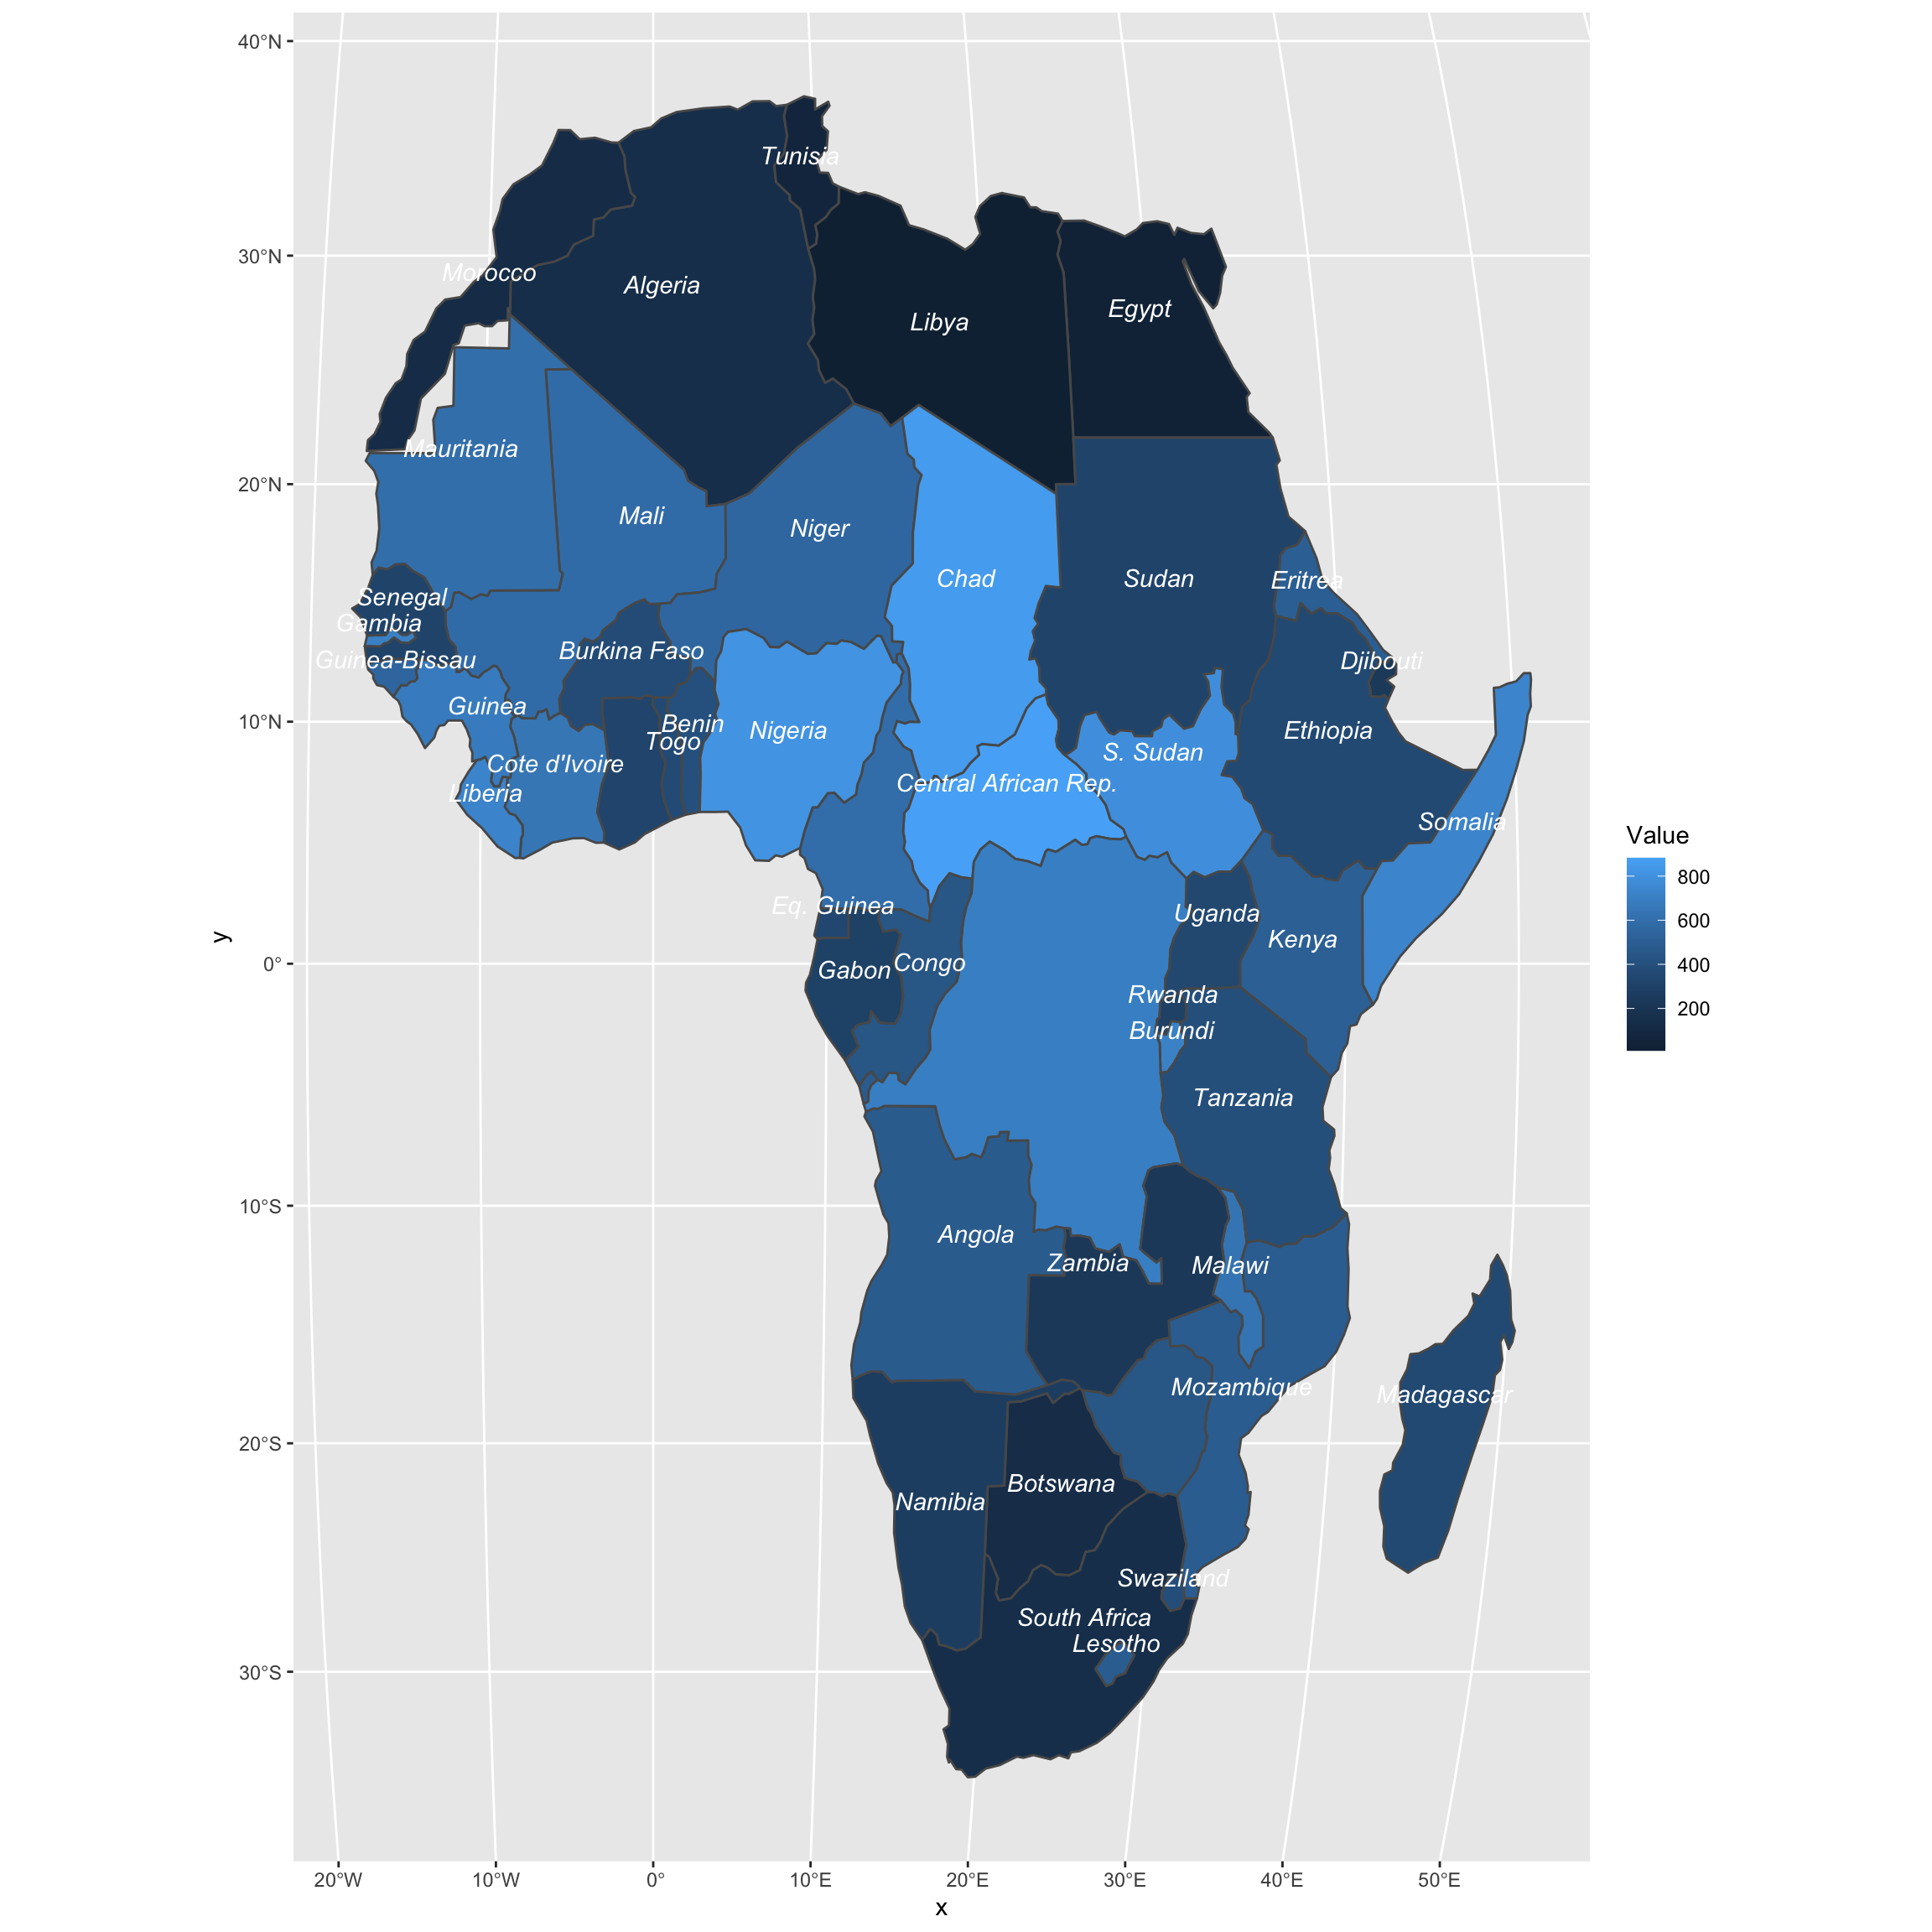 40°N
Tunisia
30°N
Morocco
Algeria
Egypt
Libya
Mauritania
20°N
Mali
Niger
Chad
Sudan
Eritrea
Senegal
Gambia
Burkina Faso
Guinea-Bissau
Djibouti
Guinea
10°N
Benin
Togo
Nigeria
Ethiopia
Cote d'Ivoire
S. Sudan
Liberia
Central African Rep.
Somalia
Eq. Guinea
Uganda
Kenya
0°
Gabon
Congo
Rwanda
Burundi
Tanzania
10°S
Angola
Zambia
Malawi
Mozambique
Madagascar
20°S
Namibia
Botswana
Swaziland
South Africa
Lesotho
30°S
20°W 10°W 0° 10°E 20°E 30°E 40°E 50°E
x
y
Value
800
600
400
200